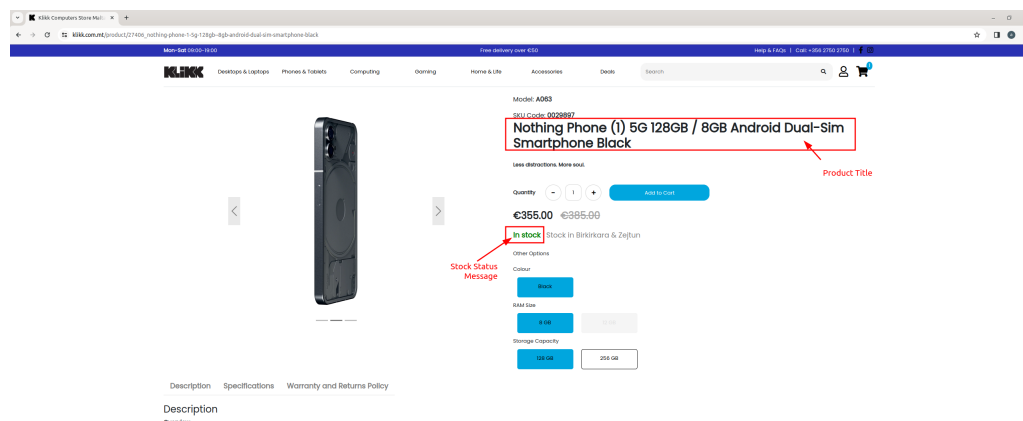 Klikk Computers Store Malt
klikk.com.mt/product/27406_nothing-phone-1-5g-128gb-8gb-android-dual-sim-smartphone-black
Mon-Sat 09:00-19:00
Free delivery over €50
Help & FAQs | Call: +356 2750 2750
KLiKK
Desktops & Laptops
Phones & Tablets
Computing
Gaming
Home & Life
Accessories
Deals
Search
1
Model: A063
SKU Code: 0029897
Nothing Phone (1) 5G 128GB / 8GB Android Dual-Sim
Smartphone Black
Product Title
Less distractions. More soul.
Quantity - 1 + Add to Cart
€355.00 €385.00
In stock Stock in Birkirkara & Zejtun
Stock Status
Message
Other Options
Colour
Black
RAM Size
8 GB
Storage Capacity
128 GB 256 GB
Description Specifications Warranty and Returns Policy
Description